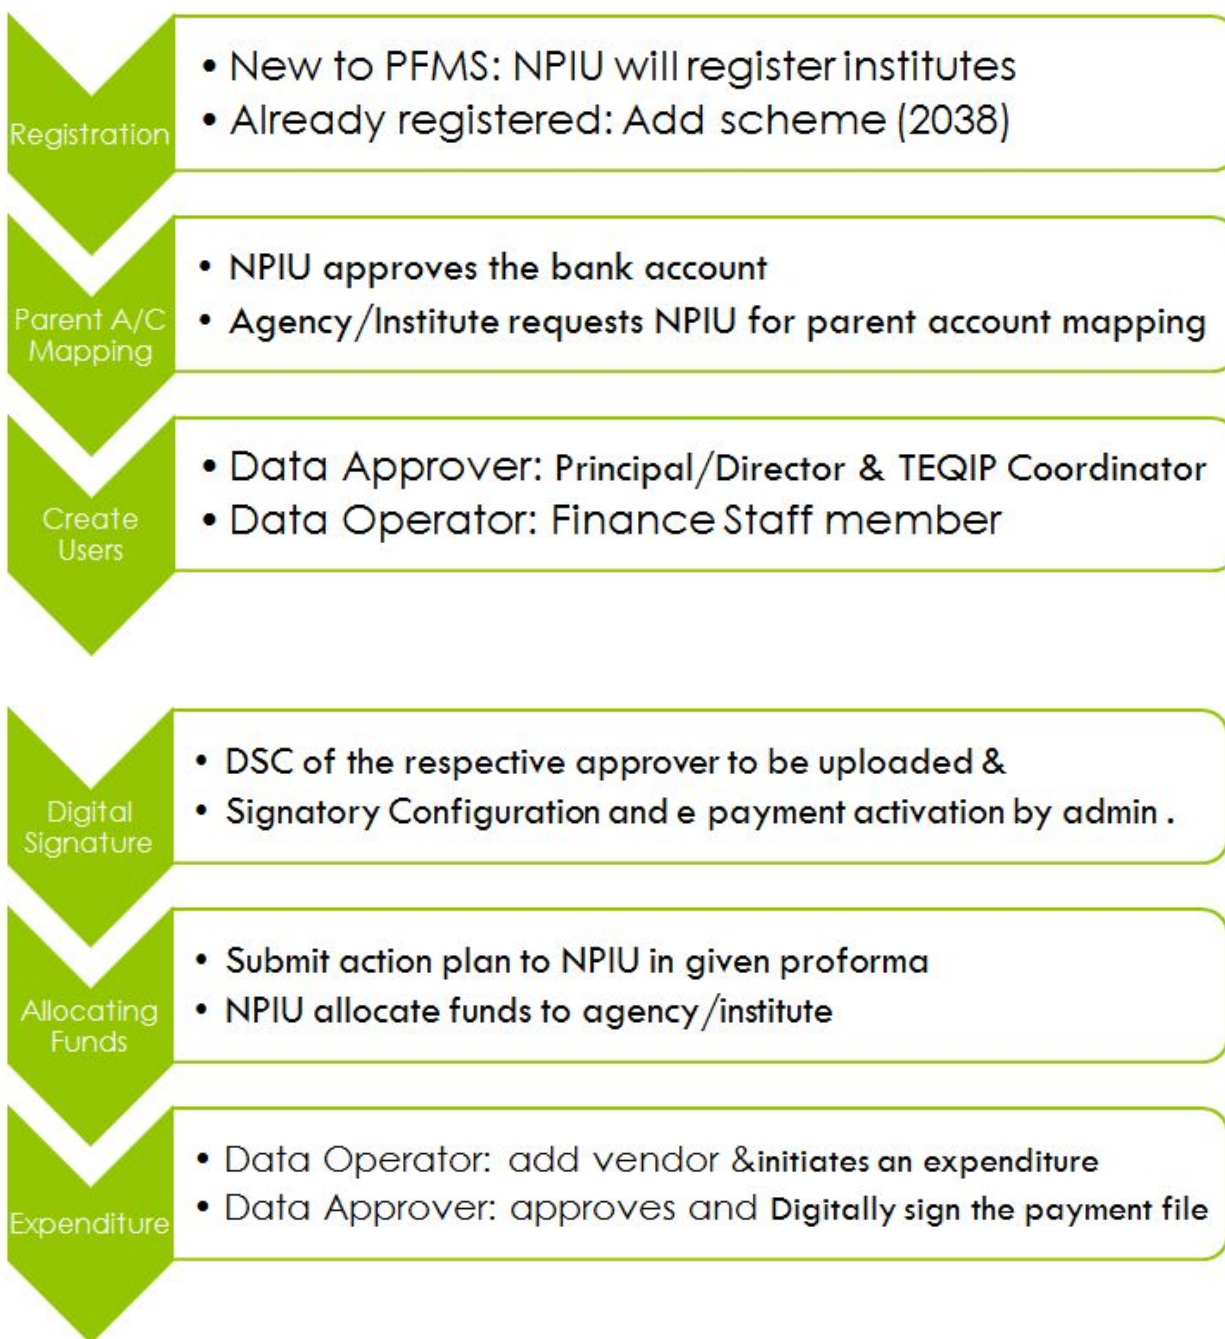 Registration
• New to PFMS: NPIU will register institutes
• Already registered: Add scheme (2038)
Parent A/C
Mapping
• NPIU approves the bank account
• Agency/Institute requests NPIU for parent account mapping
Create
Users
• Data Approver: Principal/Director & TEQIP Coordinator
• Data Operator: Finance Staff member
Digital
Signature
• DSC of the respective approver to be uploaded &
• Signatory Configuration and e payment activation by admin .
Allocating
Funds
• Submit action plan to NPIU in given proforma
• NPIU allocate funds to agency/institute
Expenditure
• Data Operator: add vendor &initiates an expenditure
• Data Approver: approves and Digitally sign the payment file